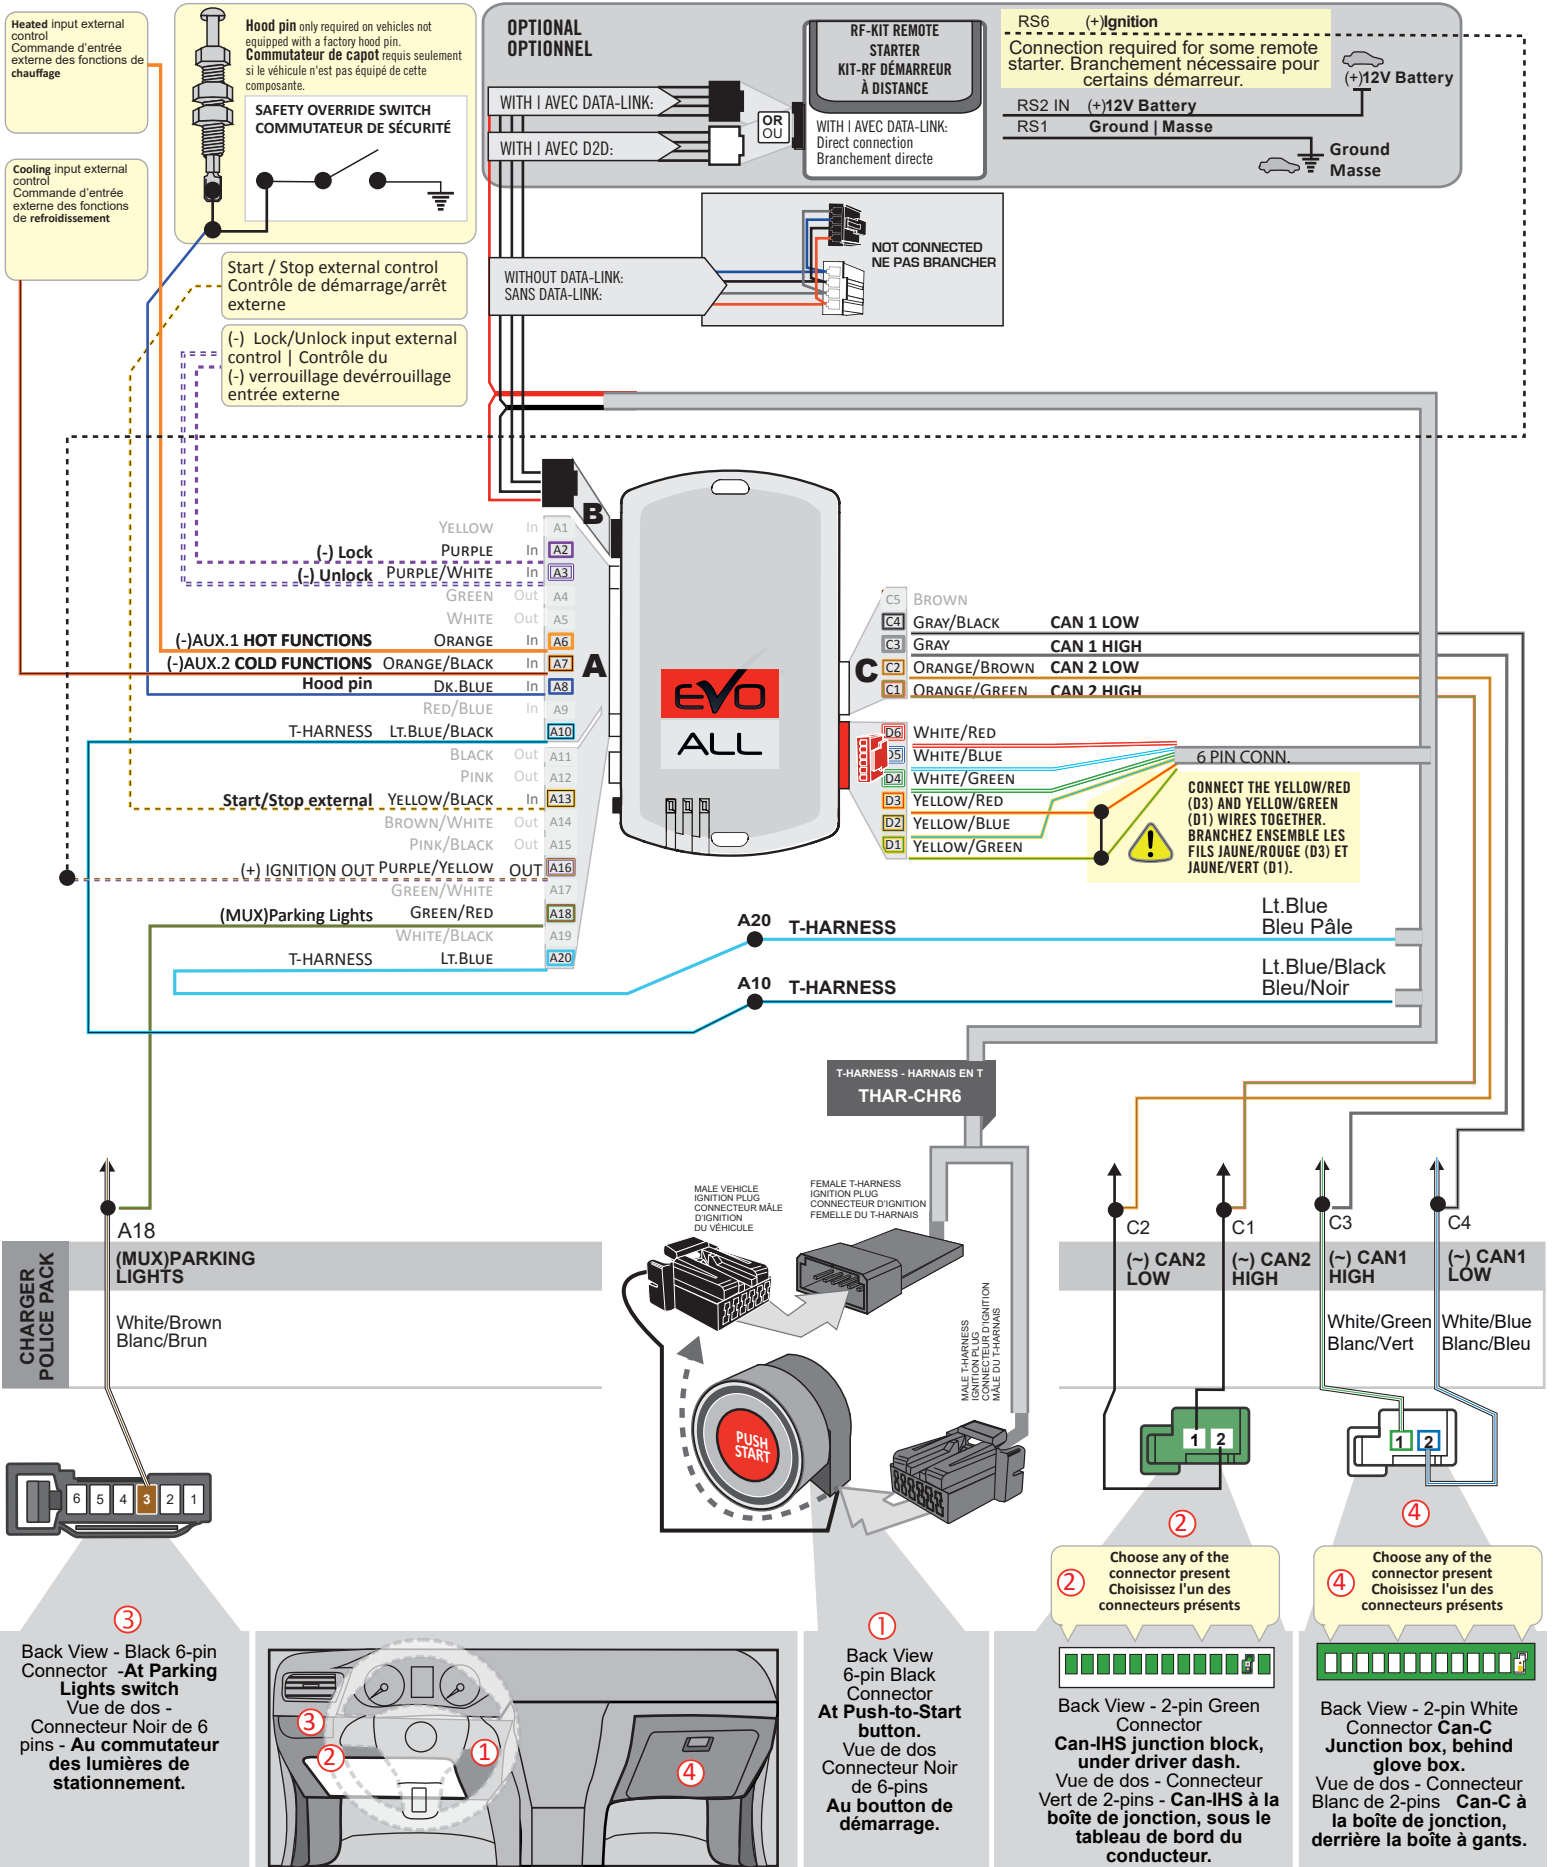 Heated input external
control
Commande d'entrée
externe des fonctions de
chauffage
Cooling input external
control
Commande d'entrée
externe des fonctions
de refroidissement
Hood pin only required on vehicles not
equipped with a factory hood pin.
Commutateur de capot requis seulement
si le véhicule n'est pas équipé de cette
composante.
SAFETY OVERRIDE SWITCH
COMMUTATEUR DE SÉCURITÉ
OPTIONAL
OPTIONNEL
WITH | AVEC DATA-LINK:
WITH | AVEC D2D:
OR
OU
RF-KIT REMOTE
STARTER
KIT-RF DÉMARREUR
À DISTANCE
WITH | AVEC DATA-LINK:
Direct connection
Branchement directe
RS6 (+)Ignition
Connection required for some remote
starter. Branchement nécessaire pour
certains démarreur.
(+)12V Battery
RS2 IN (+)12V Battery
RS1 Ground | Masse
Ground
Masse
WITHOUT DATA-LINK:
SANS DATA-LINK:
NOT CONNECTED
NE PAS BRANCHER
Start / Stop external control
Contrôle de démarrage/arrêt
externe
(-) Lock/Unlock input external
control | Contrôle du
(-) verrouillage devérrouillage
entrée externe
B
A
C
YELLOW In A1
(-) Lock PURPLE In A2
(-) Unlock PURPLE/WHITE In A3
GREEN Out A4
WHITE Out A5
(-)AUX.1 HOT FUNCTIONS ORANGE In A6
(-)AUX.2 COLD FUNCTIONS ORANGE/BLACK In A7
Hood pin DK.BLUE In A8
RED/BLUE In A9
T-HARNESS LT.BLUE/BLACK A10
BLACK Out A11
PINK Out A12
Start/Stop external YELLOW/BLACK In A13
BROWN/WHITE Out A14
PINK/BLACK Out A15
(+) IGNITION OUT PURPLE/YELLOW OUT A16
GREEN/WHITE A17
(MUX)Parking Lights GREEN/RED A18
WHITE/BLACK A19
T-HARNESS LT.BLUE A20
EVO
ALL
C5 BROWN
C4 GRAY/BLACK CAN 1 LOW
C3 GRAY CAN 1 HIGH
C2 ORANGE/BROWN CAN 2 LOW
C1 ORANGE/GREEN CAN 2 HIGH
D6 WHITE/RED
D5 WHITE/BLUE
D4 WHITE/GREEN
D3 YELLOW/RED
D2 YELLOW/BLUE
D1 YELLOW/GREEN
6 PIN CONN.
CONNECT THE YELLOW/RED
(D3) AND YELLOW/GREEN
(D1) WIRES TOGETHER.
BRANCHEZ ENSEMBLE LES
FILS JAUNE/ROUGE (D3) ET
JAUNE/VERT (D1).
A20 T-HARNESS
Lt.Blue
Bleu Pâle
A10 T-HARNESS
Lt.Blue/Black
Bleu/Noir
T-HARNESS - HARNAIS EN T
THAR-CHR6
MALE VEHICLE
IGNITION PLUG
CONNECTEUR MÂLE
D'IGNITION
DU VÉHICULE
FEMALE T-HARNESS
IGNITION PLUG
CONNECTEUR D'IGNITION
FEMELLE DU T-HARNAIS
MALE T-HARNESS
IGNITION PLUG
CONNECTEUR D'IGNITION
MÂLE DU T-HARNAIS
PUSH
START
CHARGER
POLICE PACK
A18
(MUX)PARKING
LIGHTS
White/Brown
Blanc/Brun
6 5 4 3 2 1
C2
(~) CAN2
LOW
C1
(~) CAN2
HIGH
C3
(~) CAN1
HIGH
C4
(~) CAN1
LOW
White/Green
Blanc/Vert
White/Blue
Blanc/Bleu
1 2
1 2
2
4
2
Choose any of the
connector present
Choisissez l'un des
connecteurs présents
4
Choose any of the
connector present
Choisissez l'un des
connecteurs présents
3
Back View - Black 6-pin
Connector -At Parking
Lights switch
Vue de dos -
Connecteur Noir de 6
pins - Au commutateur
des lumières de
stationnement.
3
2
1
4
1
Back View
6-pin Black
Connector
At Push-to-Start
button.
Vue de dos
Connecteur Noir
de 6-pins
Au boutton de
démarrage.
Back View - 2-pin Green
Connector
Can-IHS junction block,
under driver dash.
Vue de dos - Connecteur
Vert de 2-pins - Can-IHS à la
boîte de jonction, sous le
tableau de bord du
conducteur.
Back View - 2-pin White
Connector Can-C
Junction box, behind
glove box.
Vue de dos - Connecteur
Blanc de 2-pins Can-C à
la boîte de jonction,
derrière la boîte à gants.